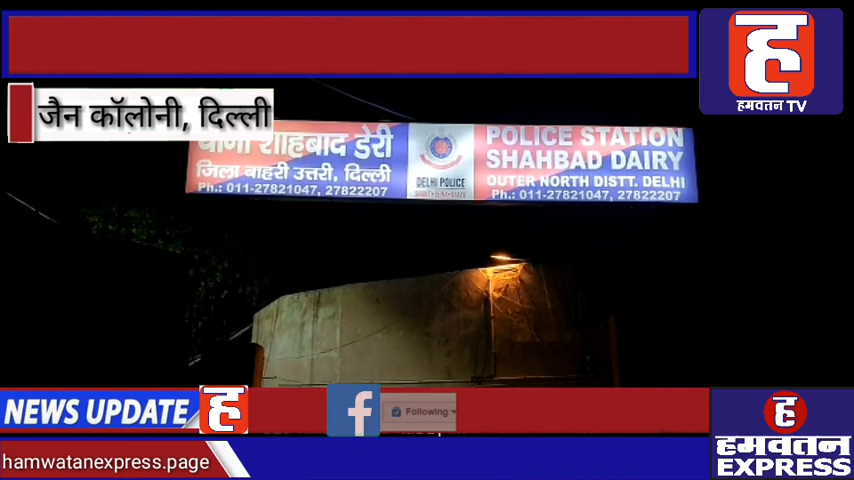 ह
हमवतन TV
जैन कॉलोनी, दिल्ली
थाना शाहबाद डेरी
जिला बाहरी उत्तरी, दिल्ली
Ph.: 011-27821047, 27822207
DELHI POLICE
POLICE STATION
SHAHBAD DAIRY
OUTER NORTH DISTT. DELHI
Ph.: 011-27821047, 27822207
NEWS UPDATE
ह
f
Following
hamwatanexpress.page
ह
हमवतन
EXPRESS